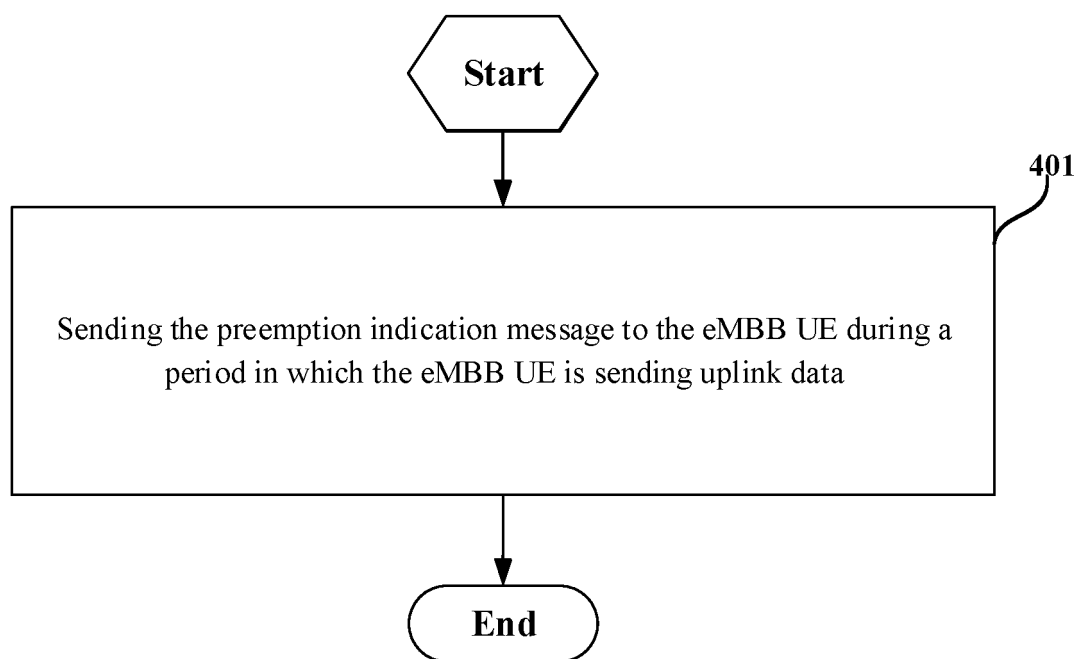 Start
401
Sending the preemption indication message to the eMBB UE during a
period in which the eMBB UE is sending uplink data
End